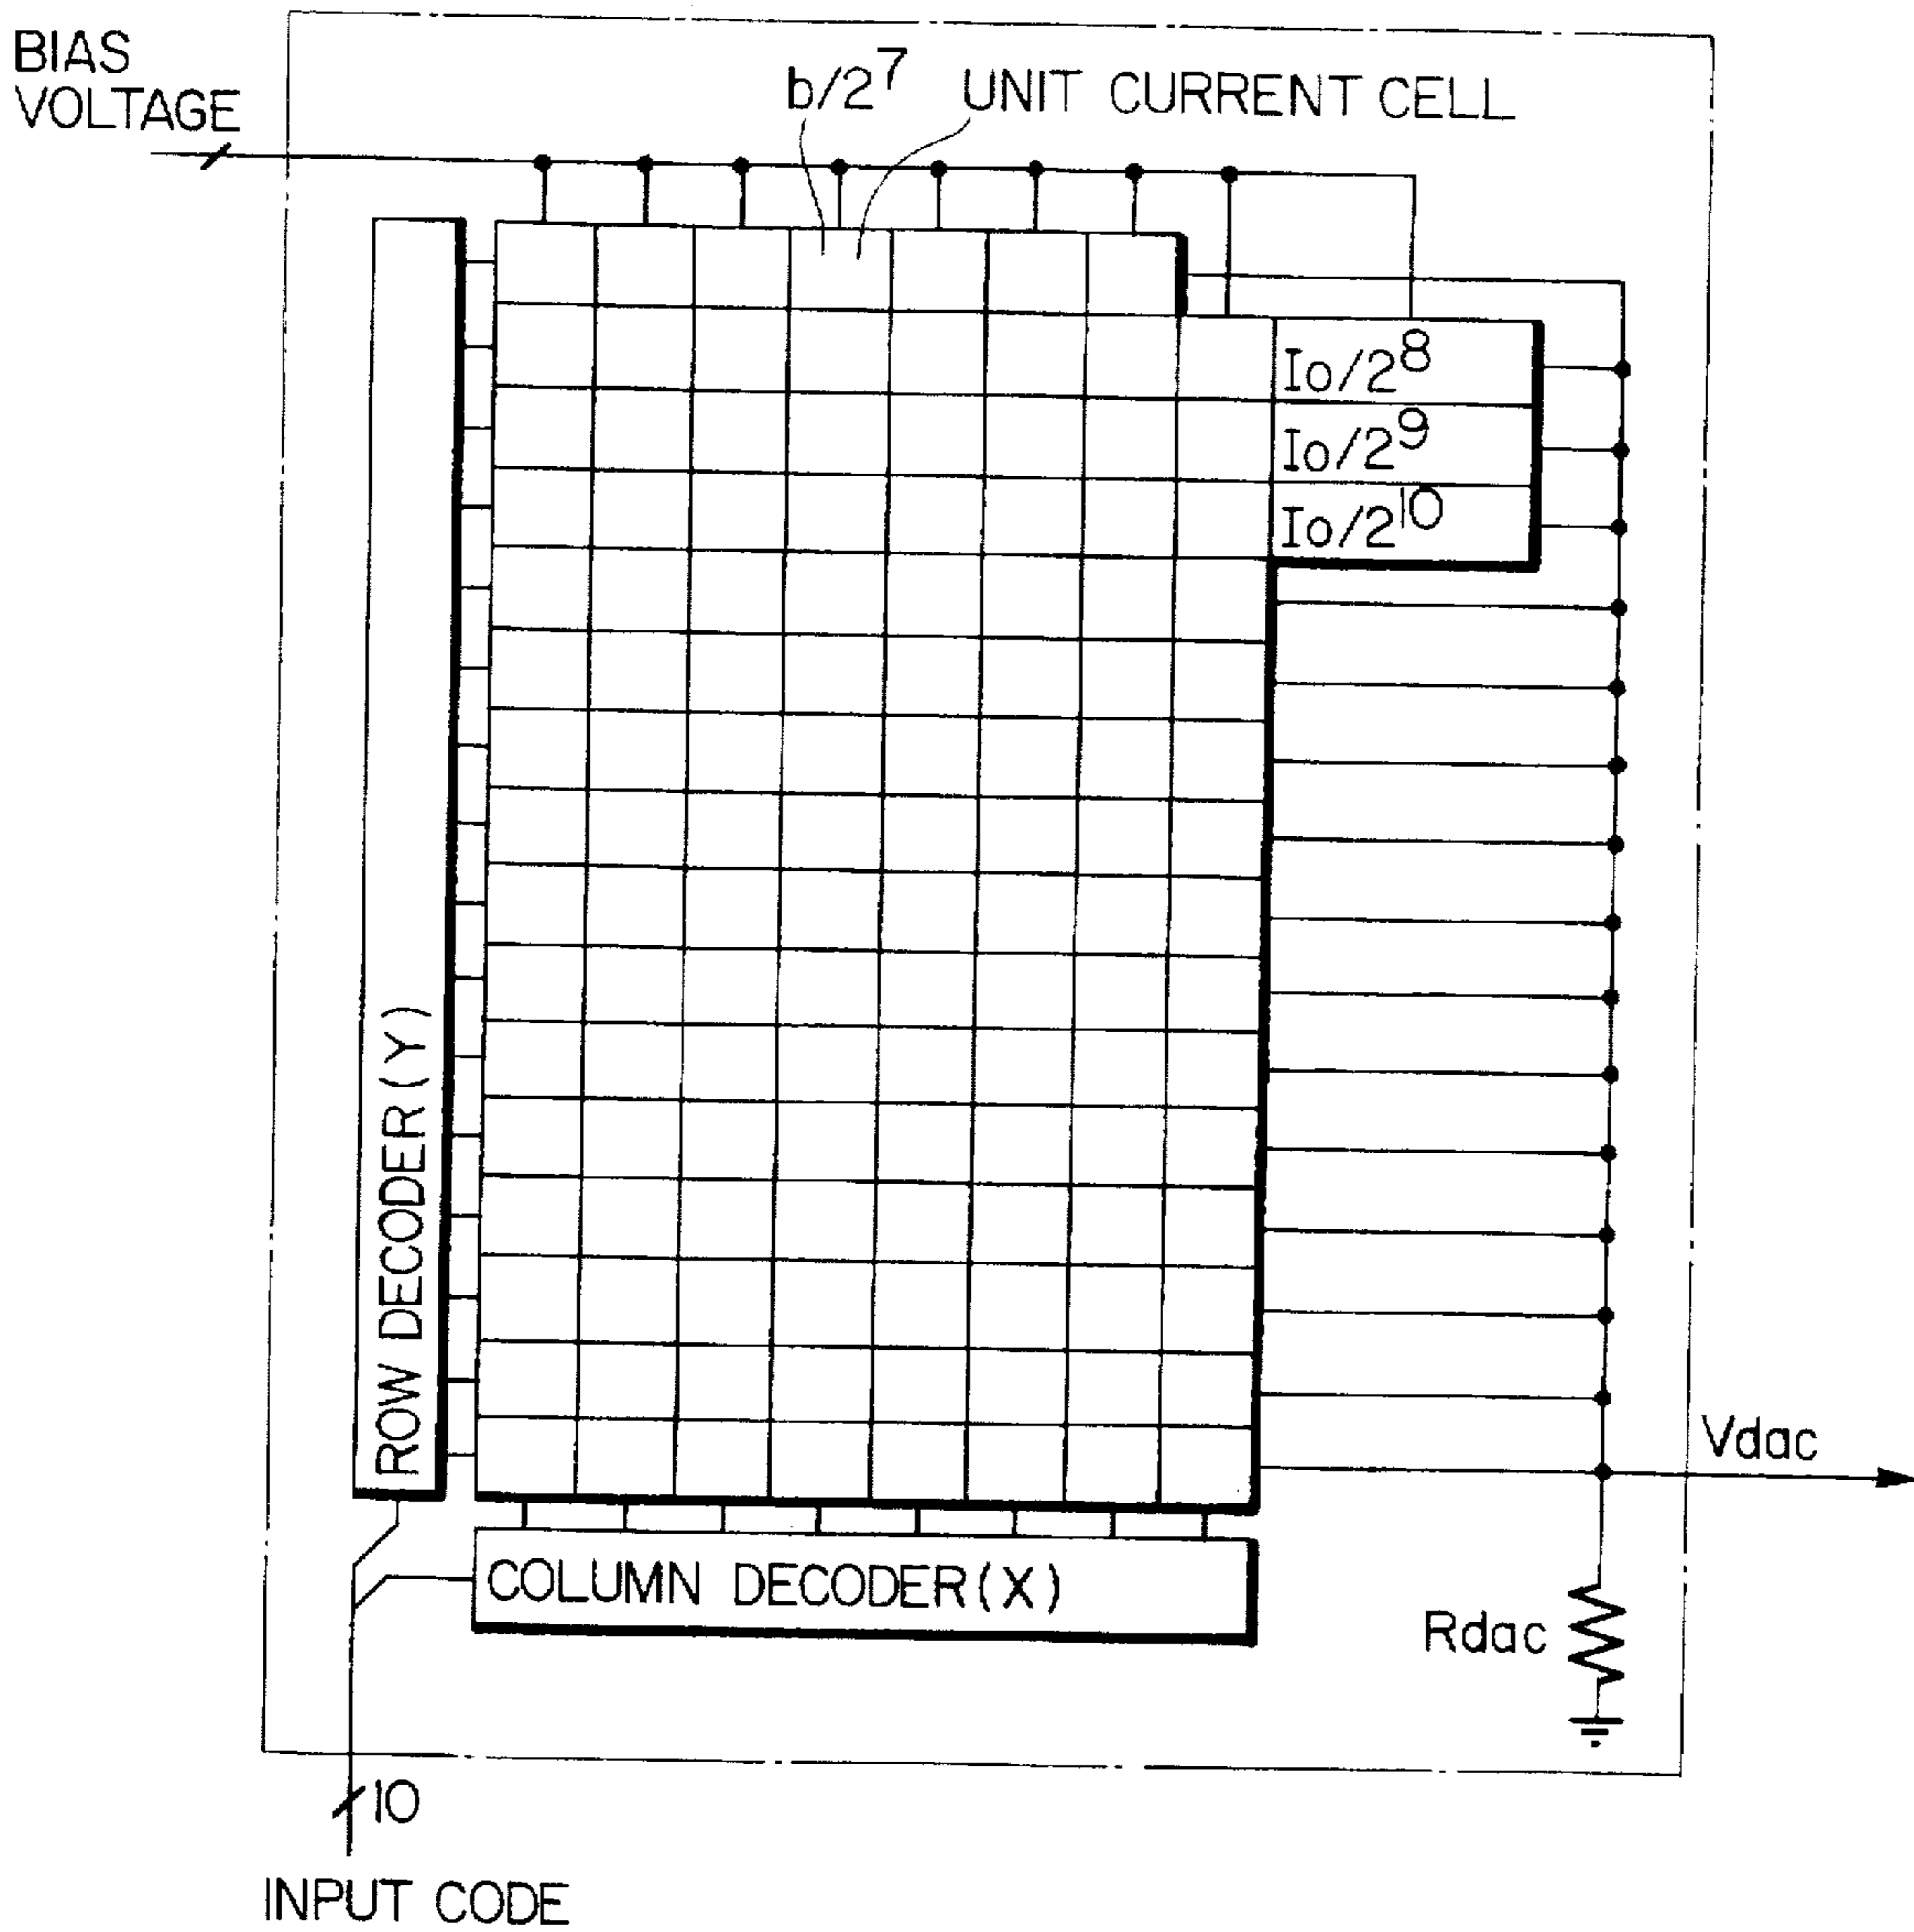 BIAS
VOLTAGE
b/2⁷ UNIT CURRENT CELL
Io/2⁸
Io/2⁹
Io/2¹⁰
ROW DECODER(Y)
Vdac
COLUMN DECODER(X)
Rdac
10
INPUT CODE